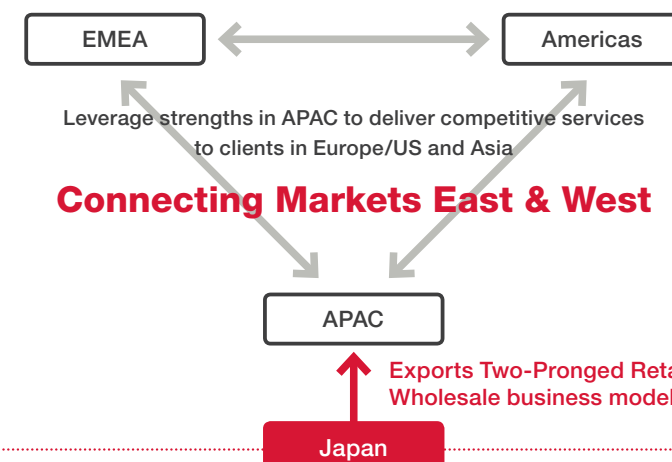 EMEA
Americas
Leverage strengths in APAC to deliver competitive services
to clients in Europe/US and Asia
Connecting Markets East & West
APAC
Exports Two-Pronged
Wholesale business model
Japan